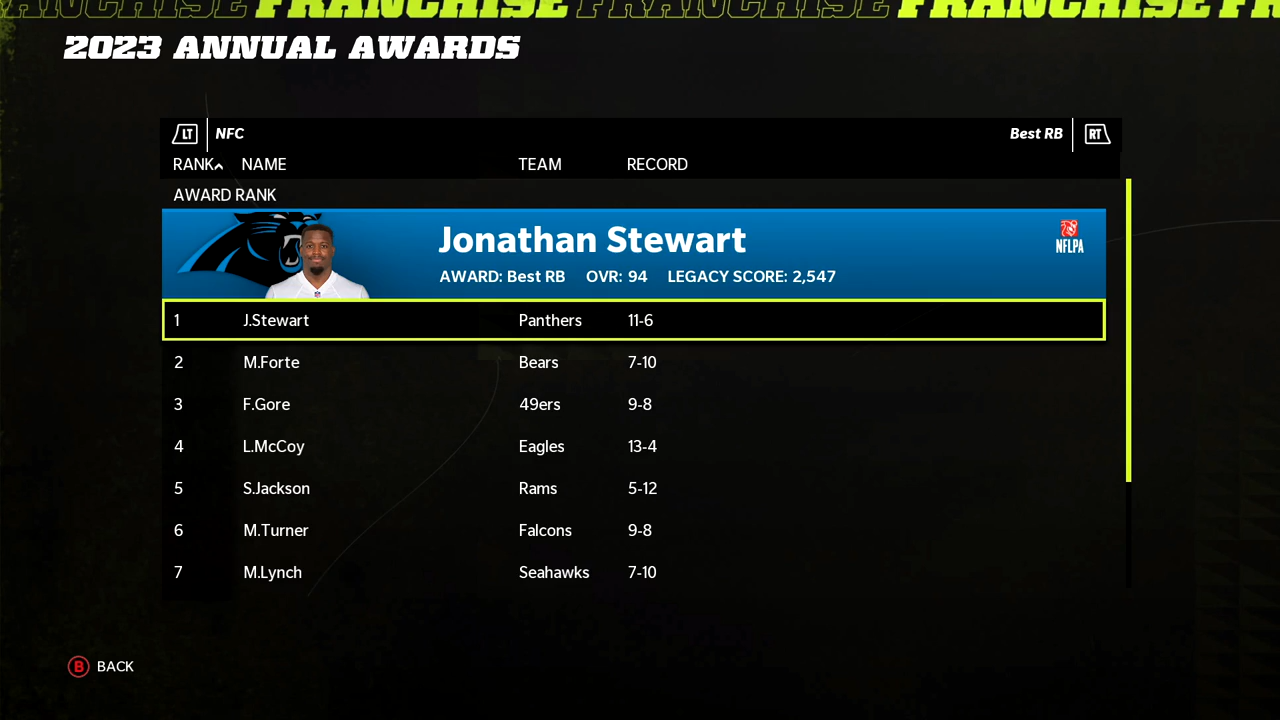 FRANCHISE FRANCHISE FRANCHISE FRANCHISE FR
2023 ANNUAL AWARDS
LT NFC Best RB RT
RANK NAME TEAM RECORD
AWARD RANK
Jonathan Stewart
NFLPA
AWARD: Best RB OVR: 94 LEGACY SCORE: 2,547
1 J.Stewart Panthers 11-6
2 M.Forte Bears 7-10
3 F.Gore 49ers 9-8
4 L.McCoy Eagles 13-4
5 S.Jackson Rams 5-12
6 M.Turner Falcons 9-8
7 M.Lynch Seahawks 7-10
B BACK